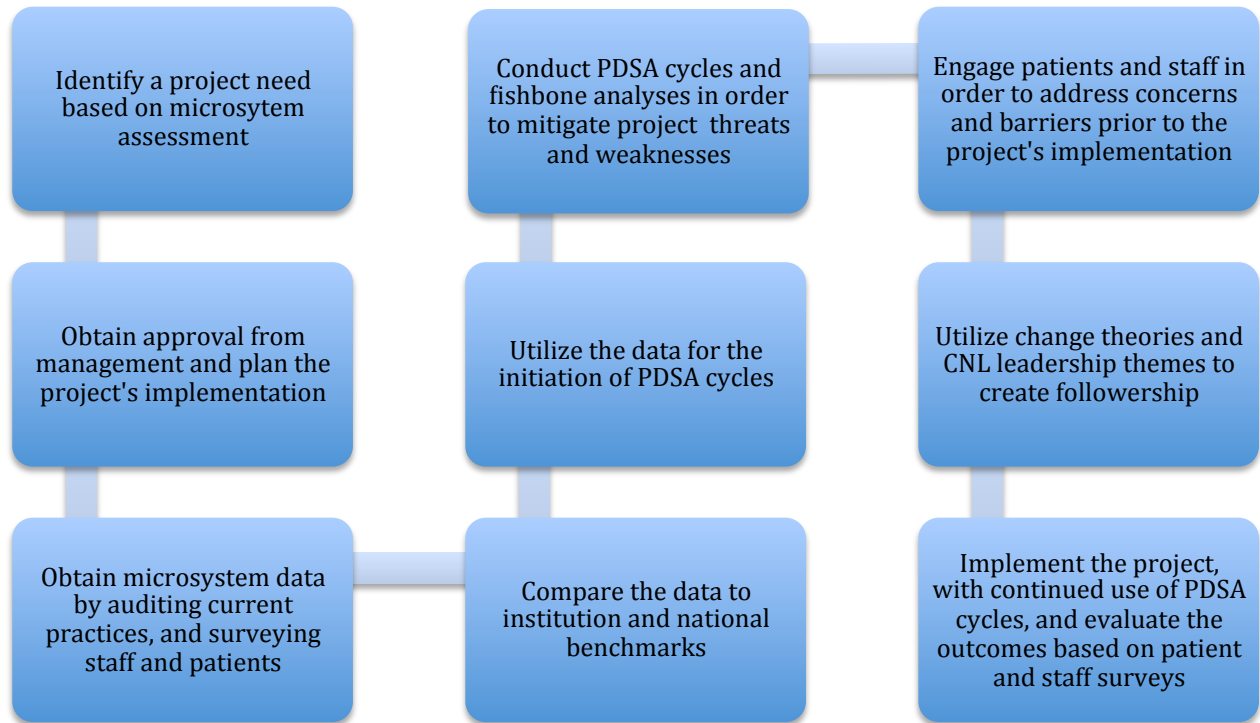 Identify a project need
based on microsytem
assessment
Obtain approval from
management and plan the
project's implementation
Obtain microsystem data
by auditing current
practices, and surveying
staff and patients
Compare the data to
institution and national
benchmarks
Utilize the data for the
initiation of PDSA cycles
Conduct PDSA cycles and
fishbone analyses in order
to mitigate project threats
and weaknesses
Engage patients and staff in
order to address concerns
and barriers prior to the
project's implementation
Utilize change theories and
CNL leadership themes to
create followership
Implement the project,
with continued use of PDSA
cycles, and evaluate the
outcomes based on patient
and staff surveys